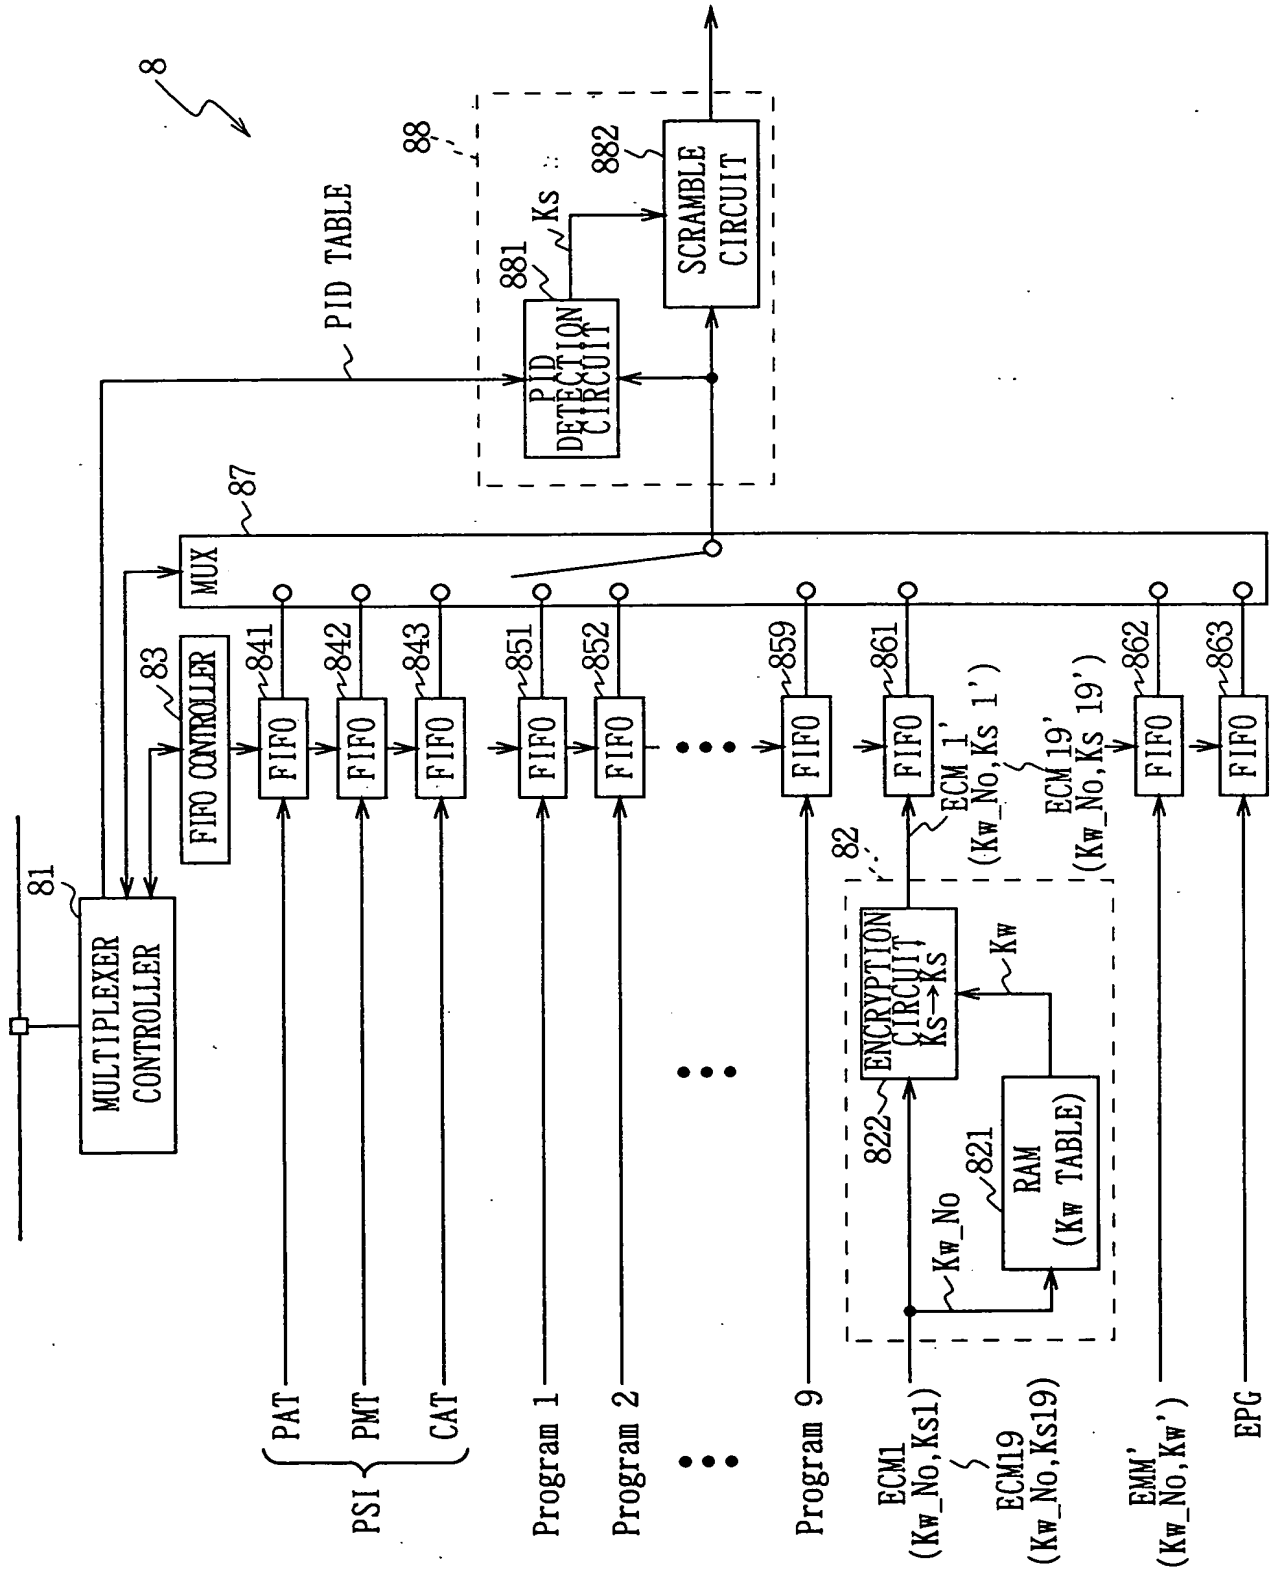 8
81
MULTIPLEXER
CONTROLLER
PID TABLE
83
FIFO CONTROLLER
87
MUX
88
881
PID
DETECTION
CIRCUIT
Ks
882
SCRAMBLE
CIRCUIT
PSI
PAT
FIFO
841
PMT
FIFO
842
CAT
FIFO
843
Program 1
FIFO
851
Program 2
FIFO
852
Program 9
FIFO
859
ECM1
(Kw_No,Ks1)
ECM19
(Kw_No,Ks19)
82
Kw_No
821
RAM
(Kw TABLE)
Kw
822
ENCRYPTION
CIRCUIT
Ks→Ks'
FIFO
861
ECM 1'
(Kw_No,Ks 1')
ECM 19'
(Kw_No,Ks 19')
EMM'
(Kw_No,Kw')
FIFO
862
EPG
FIFO
863